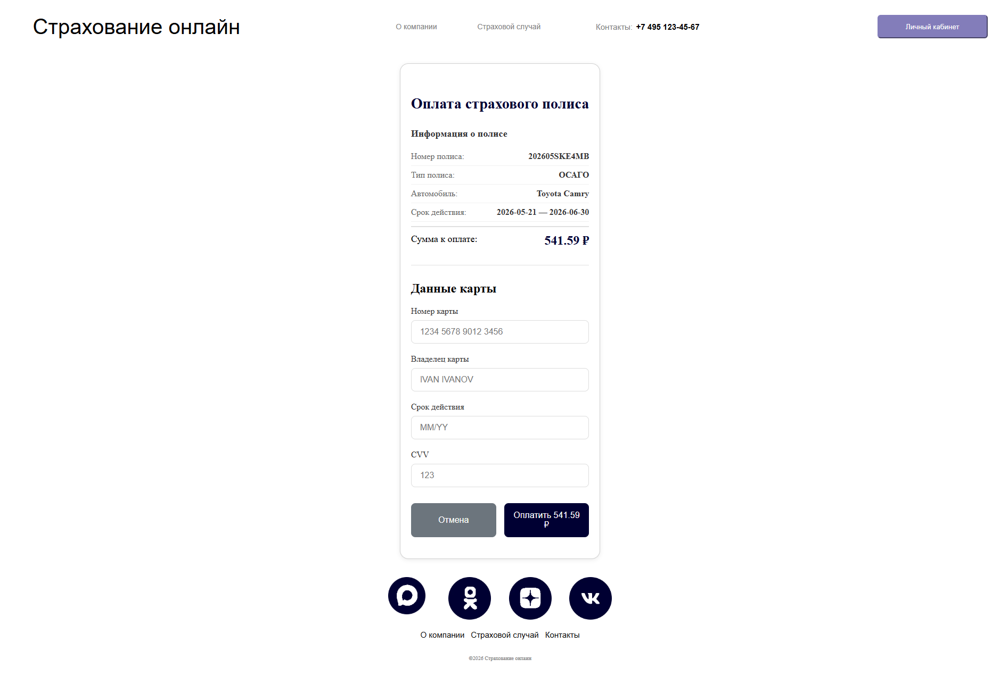 Страхование онлайн
О компании
Страховой случай
Контакты: +7 495 123-45-67
Личный кабинет
Оплата страхового полиса
Информация о полисе
Номер полиса: 202605SKE4MB
Тип полиса: ОСАГО
Автомобиль: Toyota Camry
Срок действия: 2026-05-21 — 2026-06-30
Сумма к оплате: 541.59 ₽
Данные карты
Номер карты
1234 5678 9012 3456
Владелец карты
IVAN IVANOV
Срок действия
MM/YY
CVV
123
Отмена
Оплатить 541.59
₽
О компании Страховой случай Контакты
©2026 Страхование онлаин